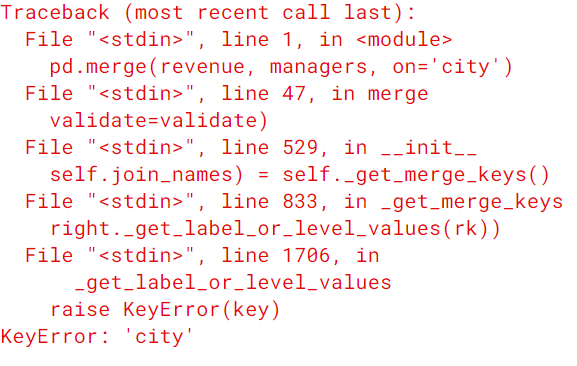 Traceback (most recent call last):
File "<stdin>", line 1, in <module>
pd.merge(revenue, managers, on='city')
File "<stdin>", line 47, in merge
validate=validate)
File "<stdin>", line 529, in __init__
self.join_names) = self._get_merge_keys()
File "<stdin>", line 833, in _get_merge_keys
right._get_label_or_level_values(rk))
File "<stdin>", line 1706, in
_get_label_or_level_values
raise KeyError(key)
KeyError: 'city'